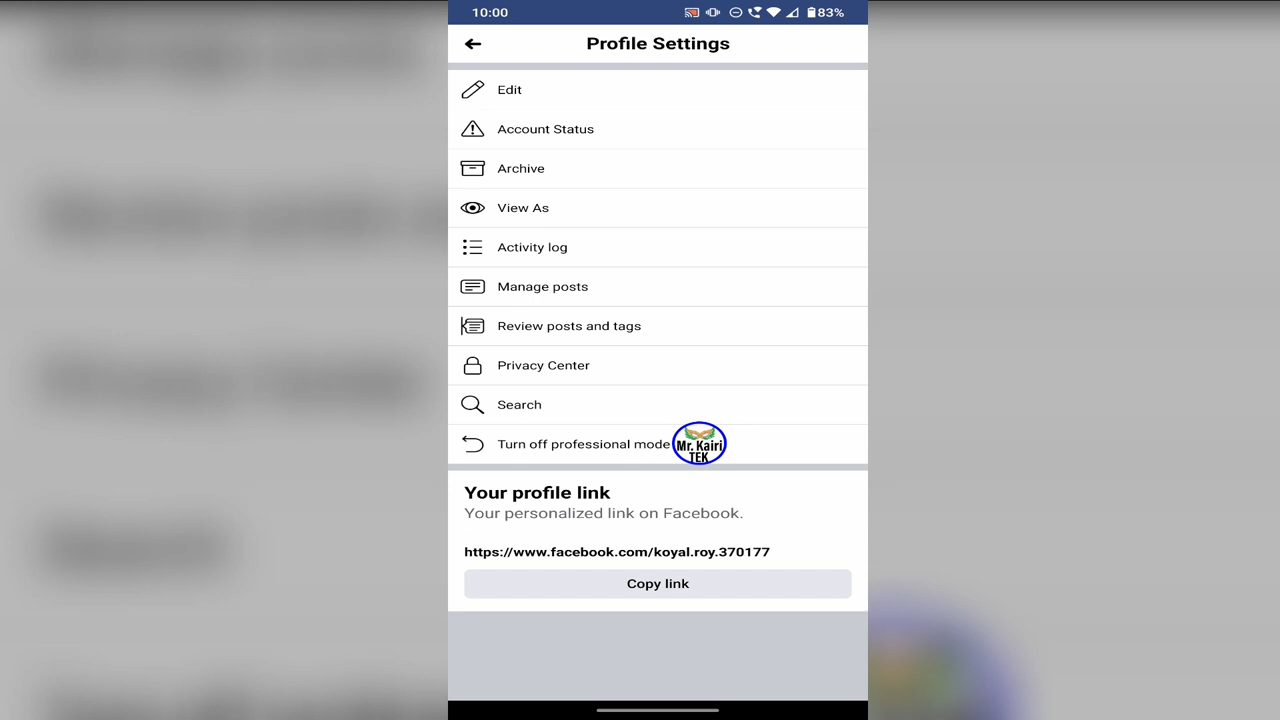 10:00
83%
Profile Settings
Edit
Account Status
Archive
View As
Activity log
Manage posts
Review posts and tags
Privacy Center
Search
Turn off professional mode
Mr. Kairi
TEK
Your profile link
Your personalized link on Facebook.
https://www.facebook.com/koyal.roy.370177
Copy link